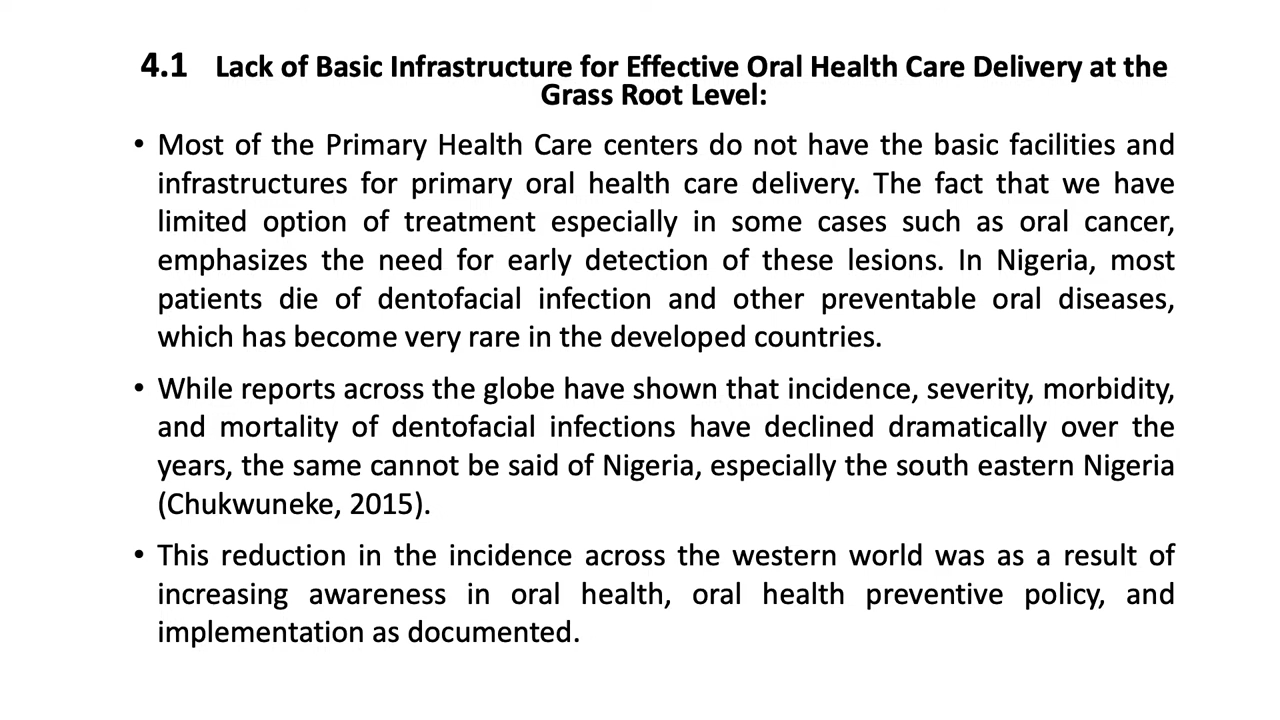 4.1 Lack of Basic Infrastructure for Effective Oral Health Care Delivery at the
Grass Root Level:
• Most of the Primary Health Care centers do not have the basic facilities and
infrastructures for primary oral health care delivery. The fact that we have
limited option of treatment especially in some cases such as oral cancer,
emphasizes the need for early detection of these lesions. In Nigeria, most
patients die of dentofacial infection and other preventable oral diseases,
which has become very rare in the developed countries.
• While reports across the globe have shown that incidence, severity, morbidity,
and mortality of dentofacial infections have declined dramatically over the
years, the same cannot be said of Nigeria, especially the south eastern Nigeria
(Chukwuneke, 2015).
• This reduction in the incidence across the western world was as a result of
increasing awareness in oral health, oral health preventive policy, and
implementation as documented.